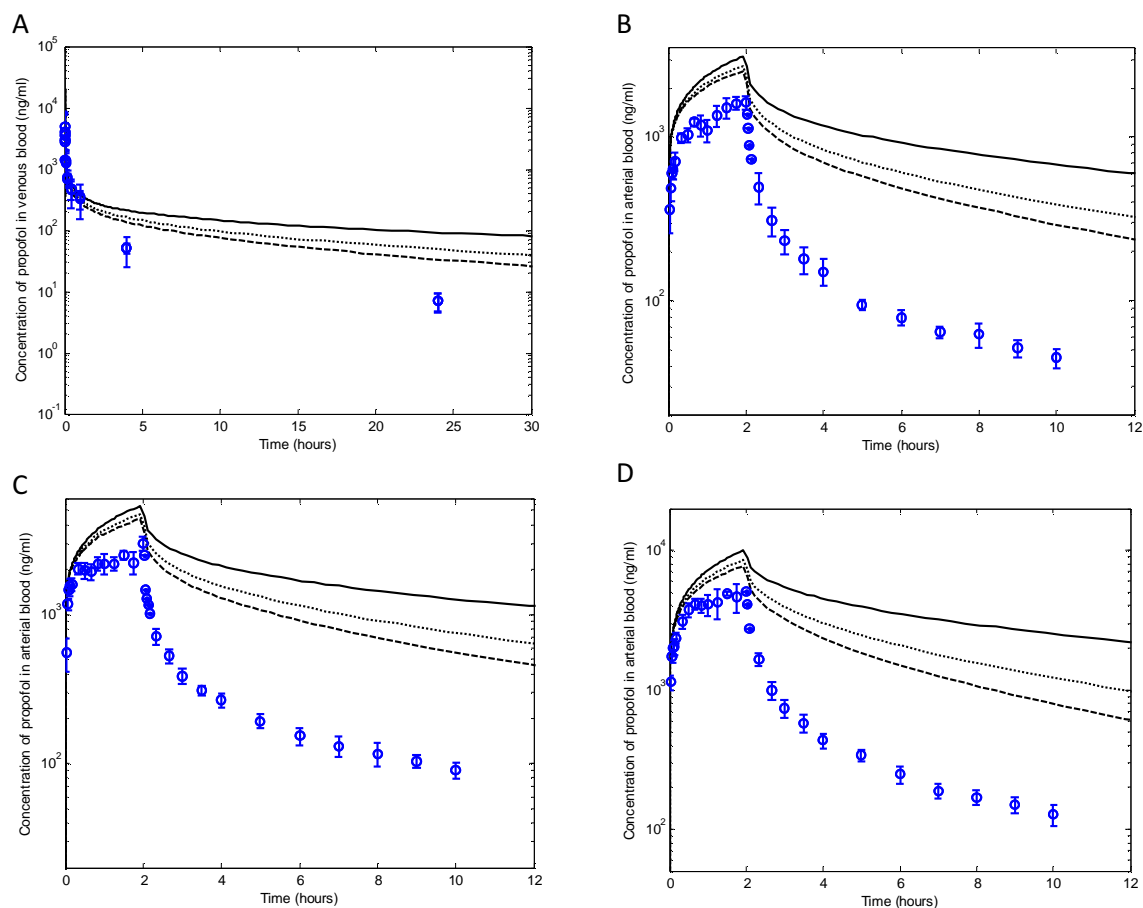 A
Concentration of propofol in venous blood (ng/ml)
10^5
10^4
10^3
10^2
10^1
10^0
10^-1
0 5 10 15 20 25 30
Time (hours)
B
Concentration of propofol in arterial blood (ng/ml)
10^3
10^2
0 2 4 6 8 10 12
Time (hours)
C
Concentration of propofol in arterial blood (ng/ml)
10^3
10^2
0 2 4 6 8 10 12
Time (hours)
D
Concentration of propofol in arterial blood (ng/ml)
10^4
10^3
10^2
0 2 4 6 8 10 12
Time (hours)